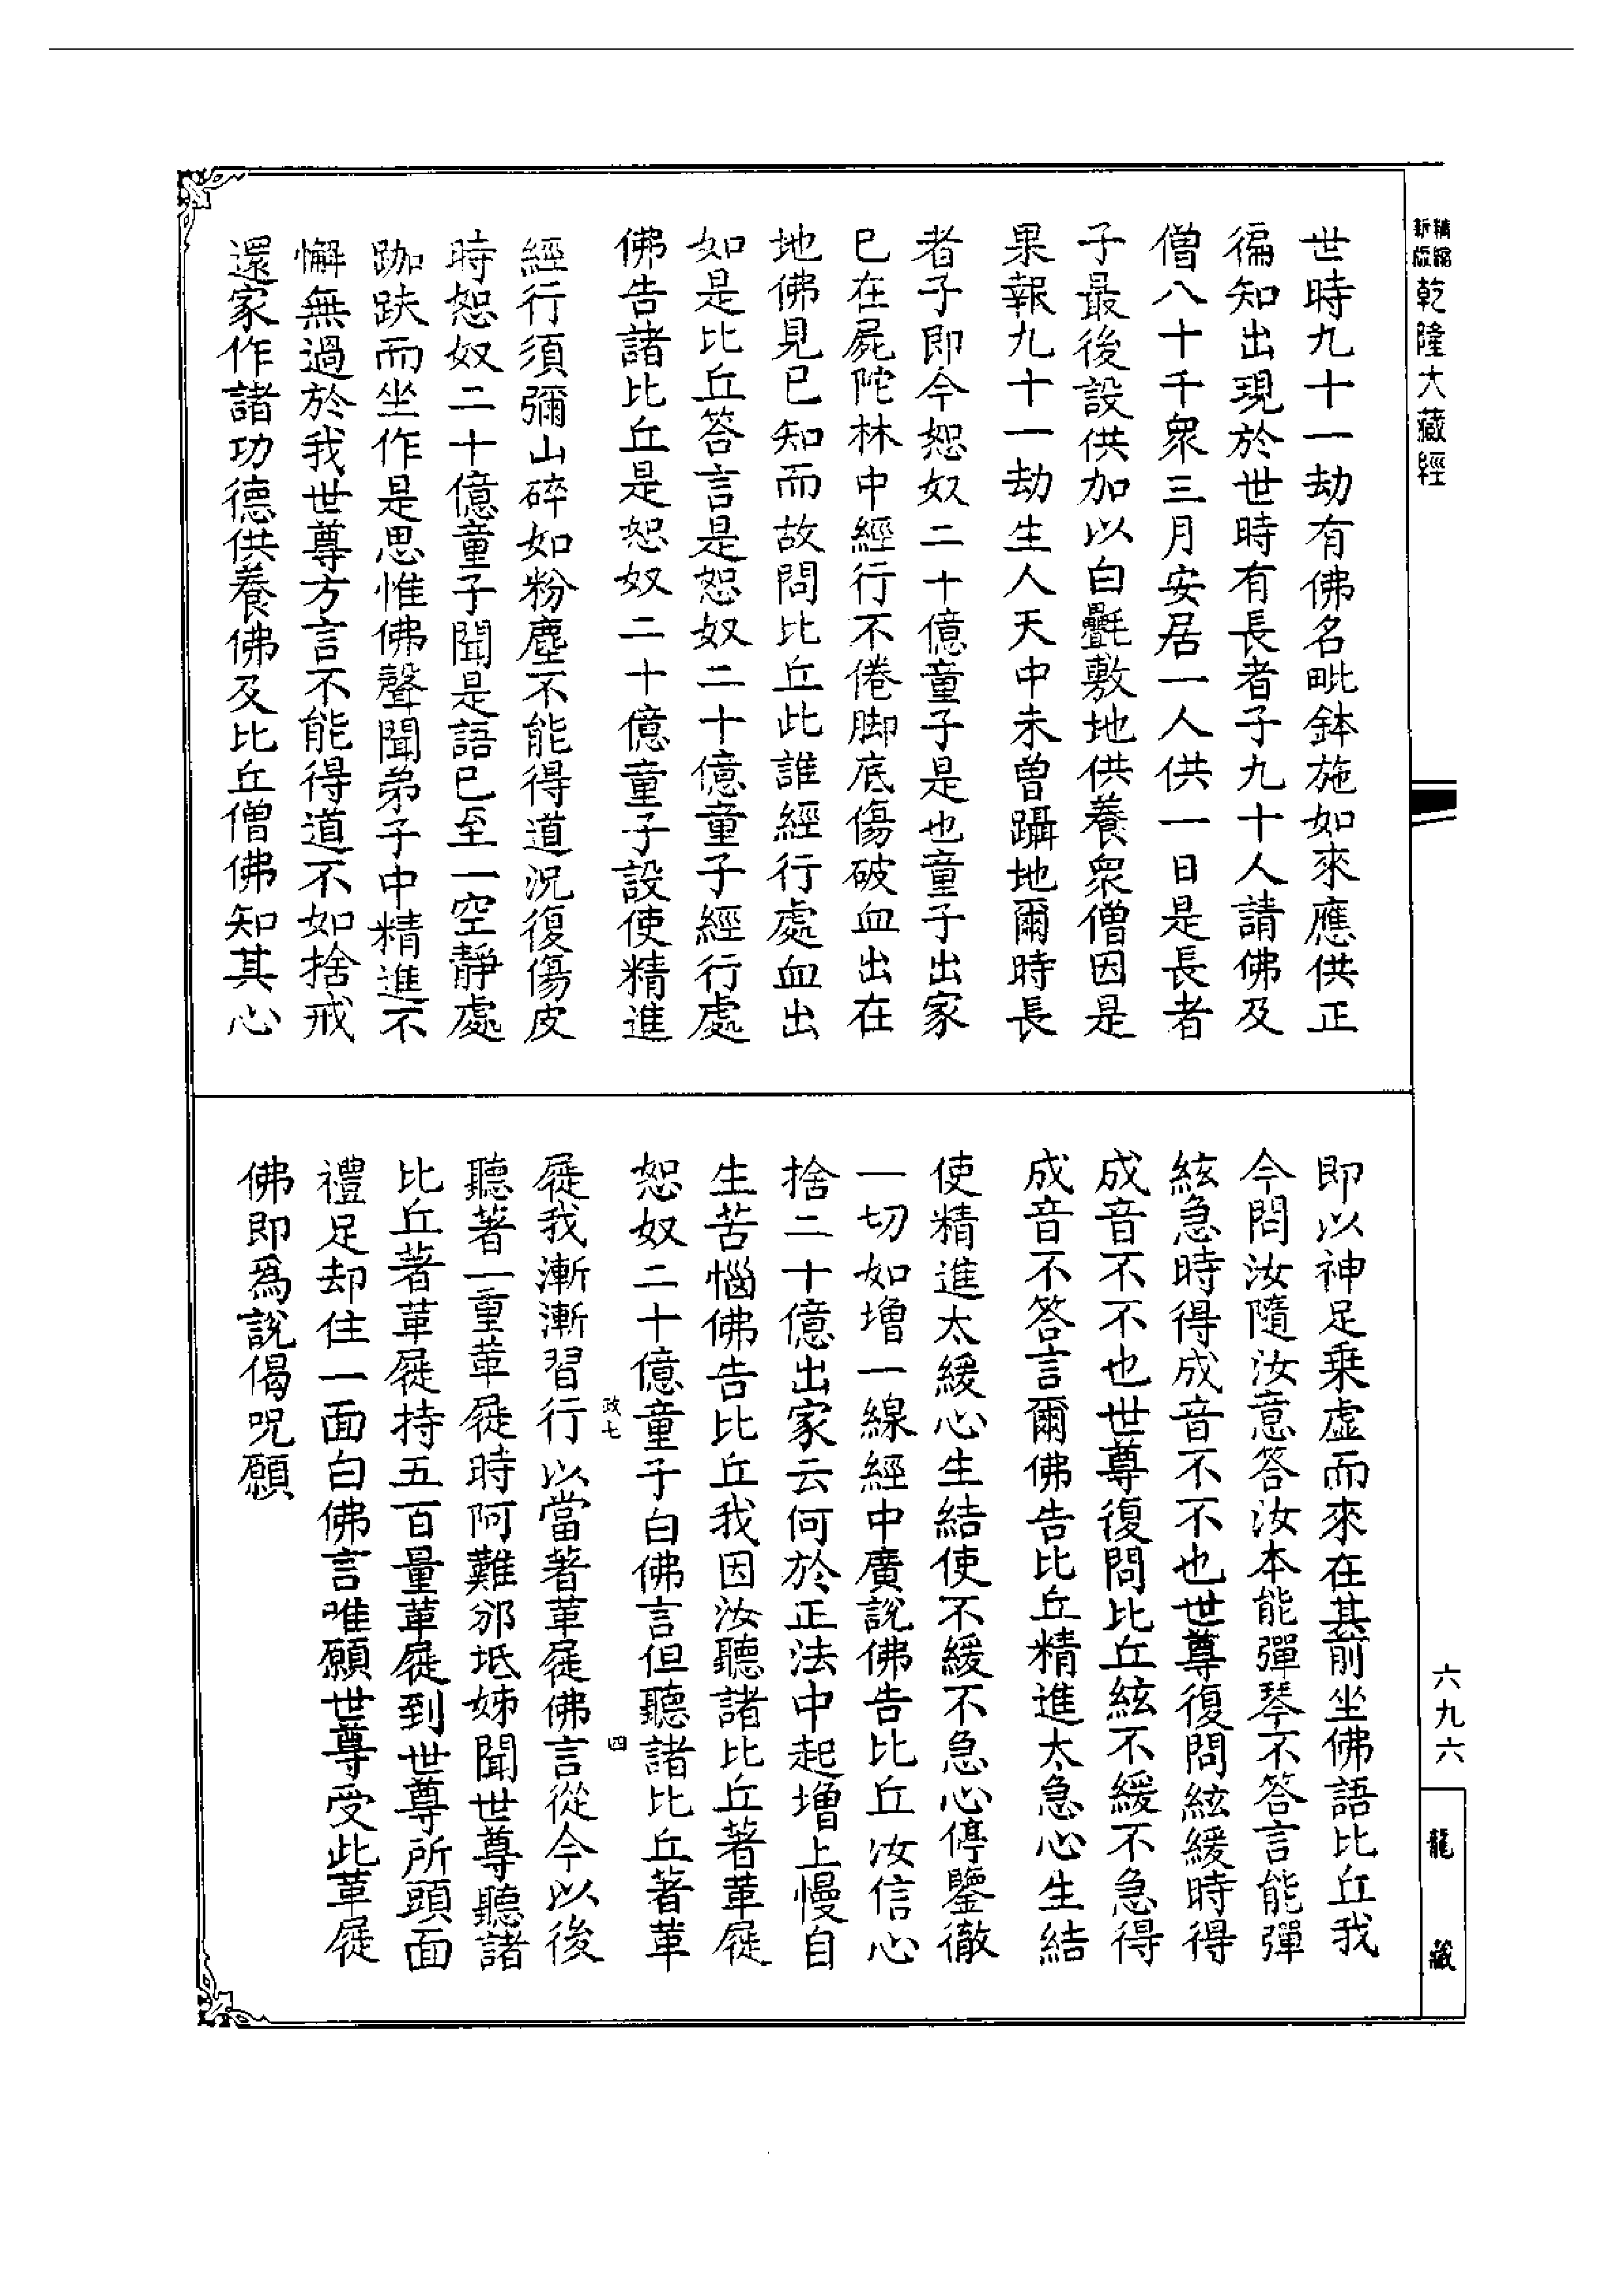 精縮
新版
乾隆大藏經
世時九十一劫有佛名毗鉢施如來應供正
徧知出現於世時有長者子九十人請佛及
僧八十千眾三月安居一人供一日是長者
子最後設供加以白㲲敷地供養眾僧因是
果報九十一劫生人天中未曾躡地爾時長
者子即今恕奴二十億童子是也童子出家
已在屍陀林中經行不倦脚底傷破血出在
地佛見已知而故問比丘此誰經行處血出
如是比丘答言是恕奴二十億童子經行處
佛告諸比丘是恕奴二十億童子設使精進
經行須彌山碎如粉塵不能得道況復傷皮
時恕奴二十億童子聞是語已至一空靜處
跏趺而坐作是思惟佛聲聞弟子中精進不
懈無過於我世尊方言不能得道不如捨戒
還家作諸功德供養佛及比丘僧佛知其心
即以神足乗虛而來在其前坐佛語比丘我
今問汝隨汝意答汝本能彈琴不答言能彈
絃急時得成音不不也世尊復問絃緩時得
成音不不也世尊復問比丘絃不緩不急得
成音不答言爾佛告比丘精進太急心生結
使精進太緩心生結使不緩不急心停鑒徹
一切如增一線經中廣說佛告比丘汝信心
捨二十億出家云何於正法中起增上慢自
生苦惱佛告比丘我因汝聽諸比丘著革屣
恕奴二十億童子白佛言但聽諸比丘著革
政七
四
屣我漸漸習行以當著革屣佛言從今以後
聽著一重革屣時阿難邠坻姊聞世尊聽諸
比丘著革屣持五百量革屣到世尊所頭面
禮足却住一面白佛言唯願世尊受此革屣
佛即為說偈呪願
六九六
龍
藏